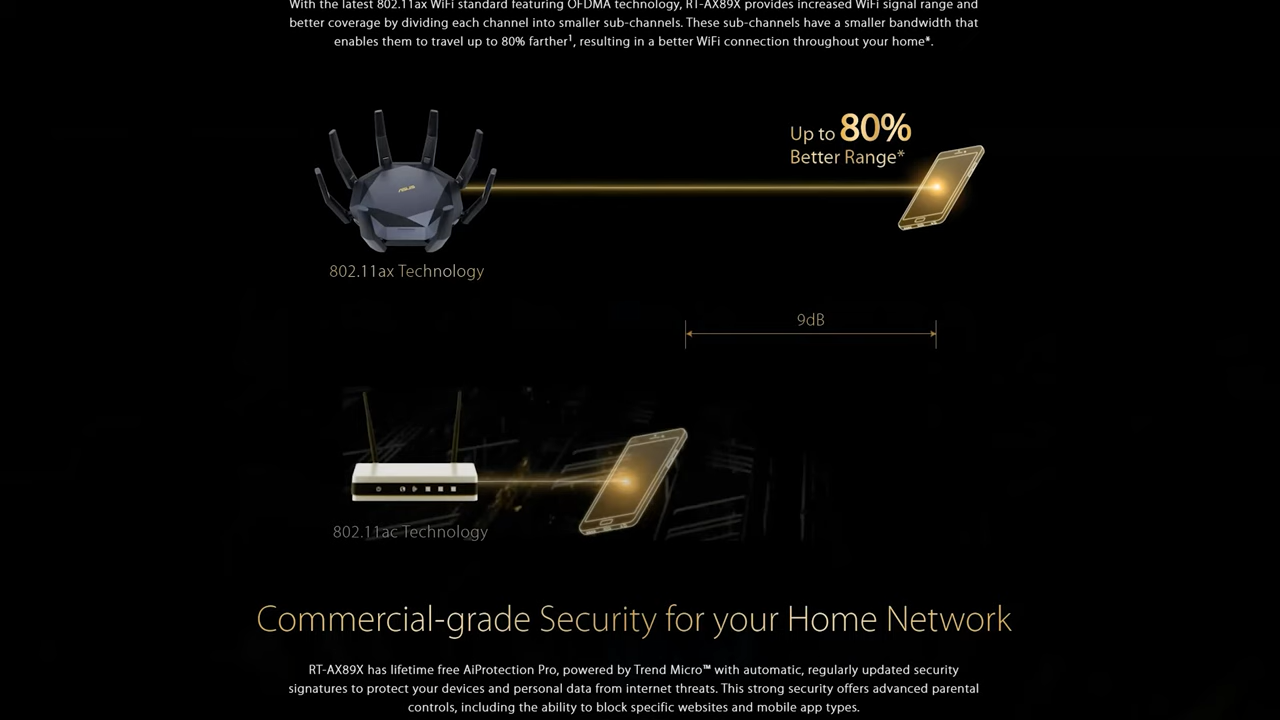 With the latest 802.11ax WiFi standard featuring OFDMA technology, RT-AX89X provides increased WiFi signal range and
better coverage by dividing each channel into smaller sub-channels. These sub-channels have a smaller bandwidth that
enables them to travel up to 80% farther¹, resulting in a better WiFi connection throughout your home*.
Up to 80%
Better Range*
ASUS
802.11ax Technology
9dB
802.11ac Technology
Commercial-grade Security for your Home Network
RT-AX89X has lifetime free AiProtection Pro, powered by Trend Micro™ with automatic, regularly updated security
signatures to protect your devices and personal data from internet threats. This strong security offers advanced parental
controls, including the ability to block specific websites and mobile app types.